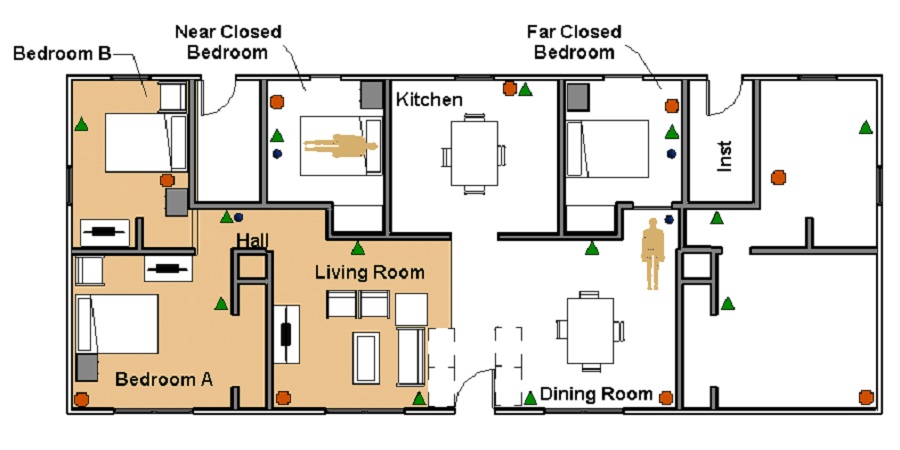 Near Closed
Bedroom
Far Closed
Bedroom
Bedroom B
Kitchen
Inst
Hall
Living Room
Bedroom A
Dining Room